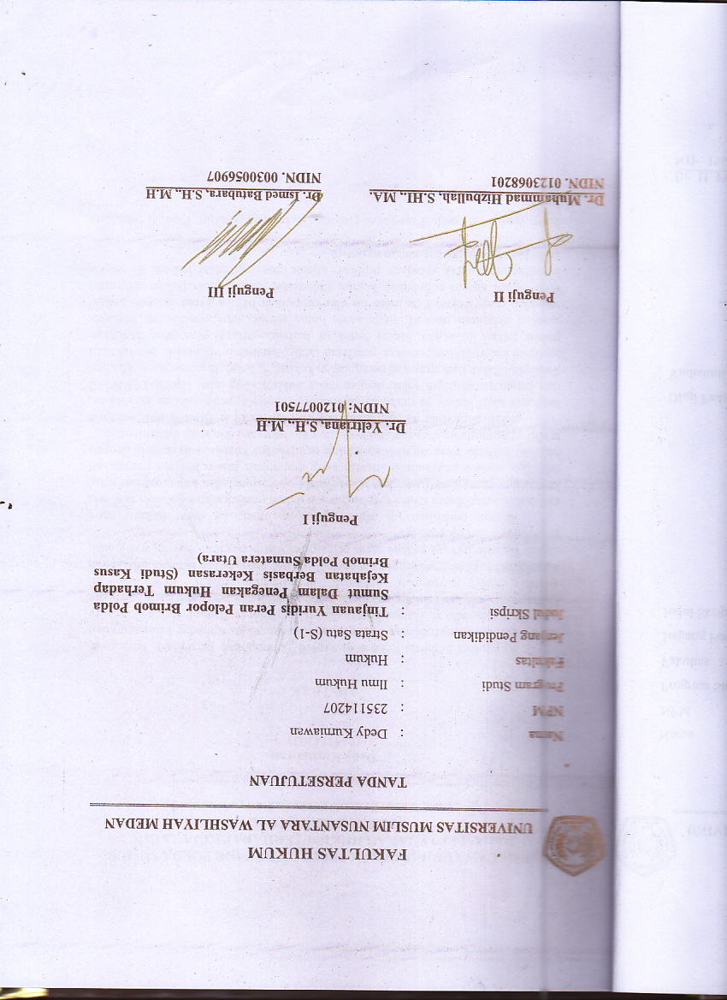 FAKULTAS HUKUM
UNIVERSITAS MUSLIM NUSANTARA AL WASHLIYAH MEDAN
TANDA PERSETUJUAN
Nama : Dedy Kurniawan
NPM : 235114207
Program Studi : Ilmu Hukum
Fakultas : Hukum
Jenjang Pendidikan : Strata Satu (S-1)
Judul Skripsi : Tinjauan Yuridis Peran Pelopor Brimob Polda
Sumut Dalam Penegakan Hukum Terhadap
Kejahatan Berbasis Kekerasan (Studi Kasus
Brimob Polda Sumatera Utara)
Penguji I
Dr. Yeltriana, S.H., M.H
NIDN: 0120077501
Penguji II
Dr. Muhammad Hizbullah, S.HI., MA.
NIDN. 0123068201
Penguji III
Dr. Ismed Batubara, S.H., M.H
NIDN. 0030056907